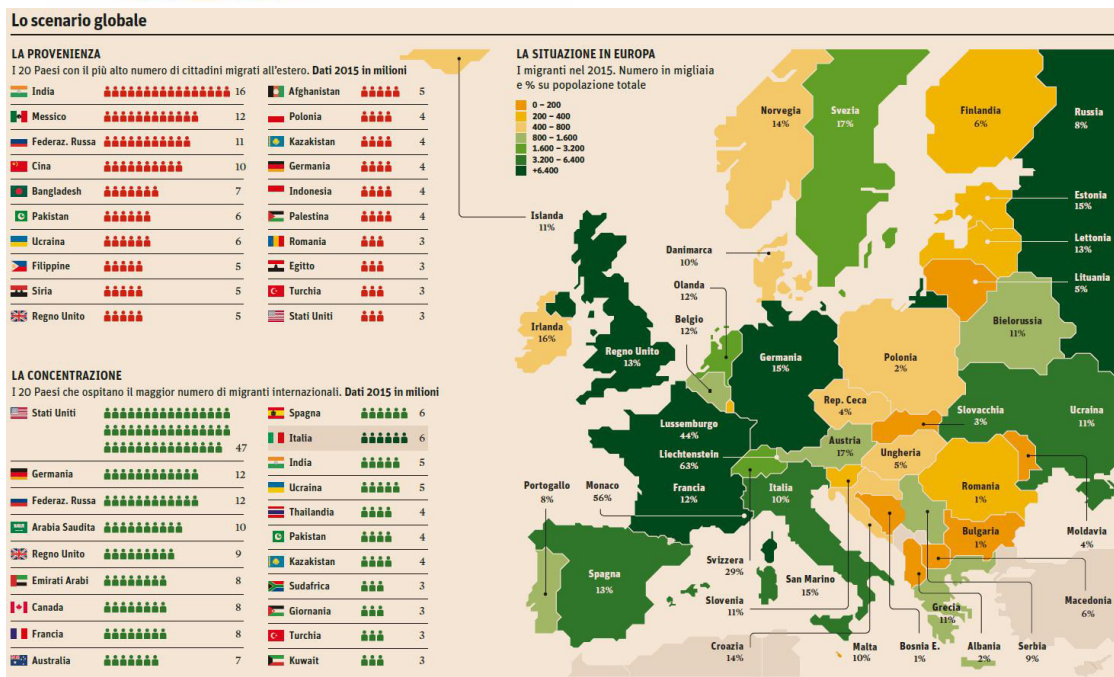 Lo scenario globale
LA PROVENIENZA
I 20 Paesi con il più alto numero di cittadini migrati all'estero. Dati 2015 in milioni
India 16
Messico 12
Federaz. Russa 11
Cina 10
Bangladesh 7
Pakistan 6
Ucraina 6
Filippine 5
Siria 5
Regno Unito 5
Afghanistan 5
Polonia 4
Kazakistan 4
Germania 4
Indonesia 4
Palestina 4
Romania 3
Egitto 3
Turchia 3
Stati Uniti 3
LA CONCENTRAZIONE
I 20 Paesi che ospitano il maggior numero di migranti internazionali. Dati 2015 in milioni
Stati Uniti 47
Germania 12
Federaz. Russa 12
Arabia Saudita 10
Regno Unito 9
Emirati Arabi 8
Canada 8
Francia 8
Australia 7
Spagna 6
Italia 6
India 5
Ucraina 5
Thailandia 4
Pakistan 4
Kazakistan 4
Sudafrica 3
Giornania 3
Turchia 3
Kuwait 3
LA SITUAZIONE IN EUROPA
I migranti nel 2015. Numero in migliaia
e % su popolazione totale
0 – 200
200 – 400
400 – 800
800 – 1.600
1.600 – 3.200
3.200 – 6.400
+6.400
Norvegia
14%
Svezia
17%
Finlandia
6%
Russia
8%
Estonia
15%
Lettonia
13%
Lituania
5%
Islanda
11%
Danimarca
10%
Olanda
12%
Belgio
12%
Irlanda
16%
Regno Unito
13%
Germania
15%
Polonia
2%
Bielorussia
11%
Rep. Ceca
4%
Slovacchia
3%
Ucraina
11%
Lussemburgo
44%
Liechtenstein
63%
Austria
17%
Ungheria
5%
Portogallo
8%
Monaco
56%
Francia
12%
Italia
10%
Romania
1%
Bulgaria
1%
Moldavia
4%
Svizzera
29%
Spagna
13%
San Marino
15%
Slovenia
11%
Grecia
11%
Macedonia
6%
Croazia
14%
Malta
10%
Bosnia E.
1%
Albania
2%
Serbia
9%